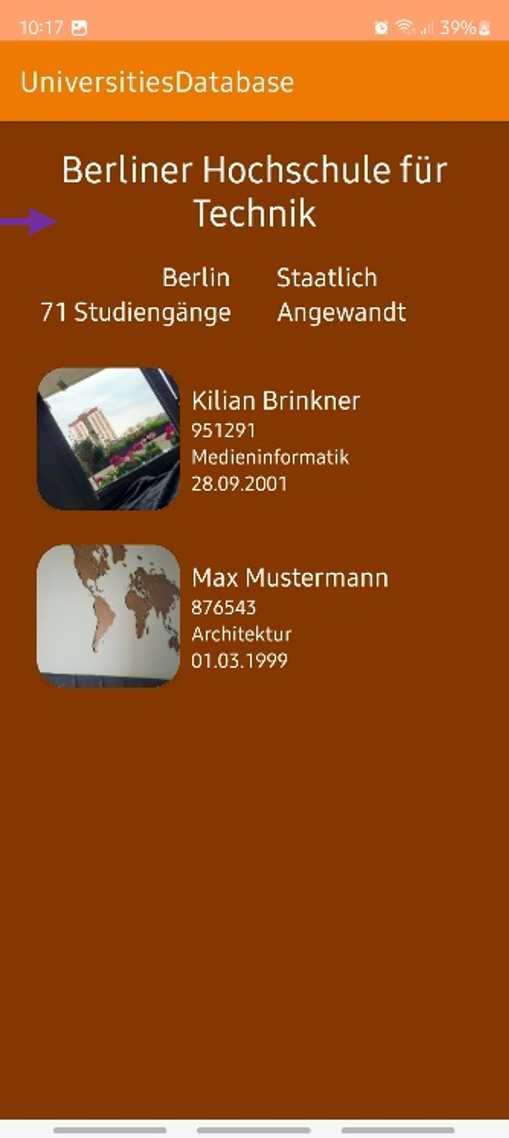 10:17 39%
UniversitiesDatabase
Berliner Hochschule für
Technik
Berlin Staatlich
71 Studiengänge Angewandt
Kilian Brinkner
951291
Medieninformatik
28.09.2001
Max Mustermann
876543
Architektur
01.03.1999